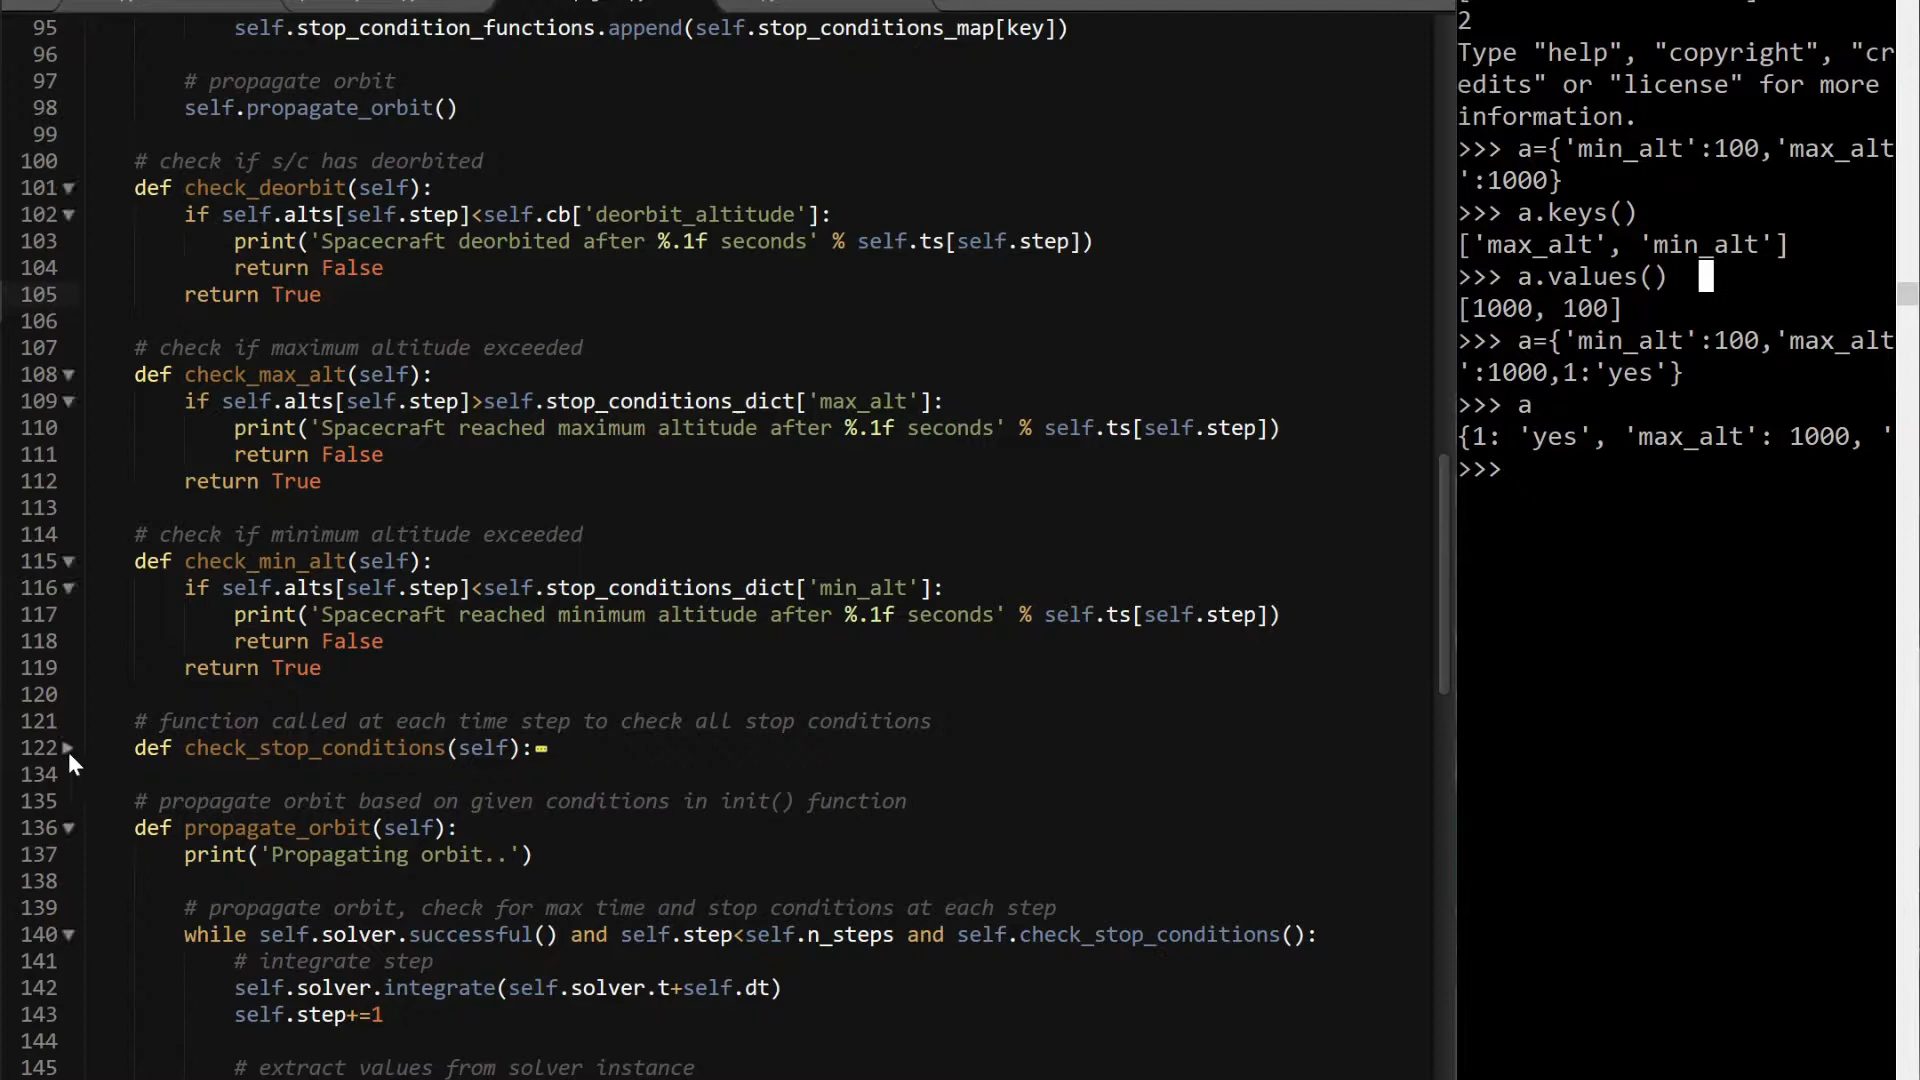 95 self.stop_condition_functions.append(self.stop_conditions_map[key])
96
97 # propagate orbit
98 self.propagate_orbit()
99
100 # check if s/c has deorbited
101 def check_deorbit(self):
102 if self.alts[self.step]<self.cb['deorbit_altitude']:
103 print('Spacecraft deorbited after %.1f seconds' % self.ts[self.step])
104 return False
105 return True
106
107 # check if maximum altitude exceeded
108 def check_max_alt(self):
109 if self.alts[self.step]>self.stop_conditions_dict['max_alt']:
110 print('Spacecraft reached maximum altitude after %.1f seconds' % self.ts[self.step])
111 return False
112 return True
113
114 # check if minimum altitude exceeded
115 def check_min_alt(self):
116 if self.alts[self.step]<self.stop_conditions_dict['min_alt']:
117 print('Spacecraft reached minimum altitude after %.1f seconds' % self.ts[self.step])
118 return False
119 return True
120
121 # function called at each time step to check all stop conditions
122 def check_stop_conditions(self):
134
135 # propagate orbit based on given conditions in init() function
136 def propagate_orbit(self):
137 print('Propagating orbit..')
138
139 # propagate orbit, check for max time and stop conditions at each step
140 while self.solver.successful() and self.step<self.n_steps and self.check_stop_conditions():
141 # integrate step
142 self.solver.integrate(self.solver.t+self.dt)
143 self.step+=1
144
145 # extract values from solver instance
2
Type "help", "copyright", "cr
edits" or "license" for more
information.
>>> a={'min_alt':100,'max_alt
':1000}
>>> a.keys()
['max_alt', 'min_alt']
>>> a.values()
[1000, 100]
>>> a={'min_alt':100,'max_alt
':1000,1:'yes'}
>>> a
{1: 'yes', 'max_alt': 1000, '
>>>